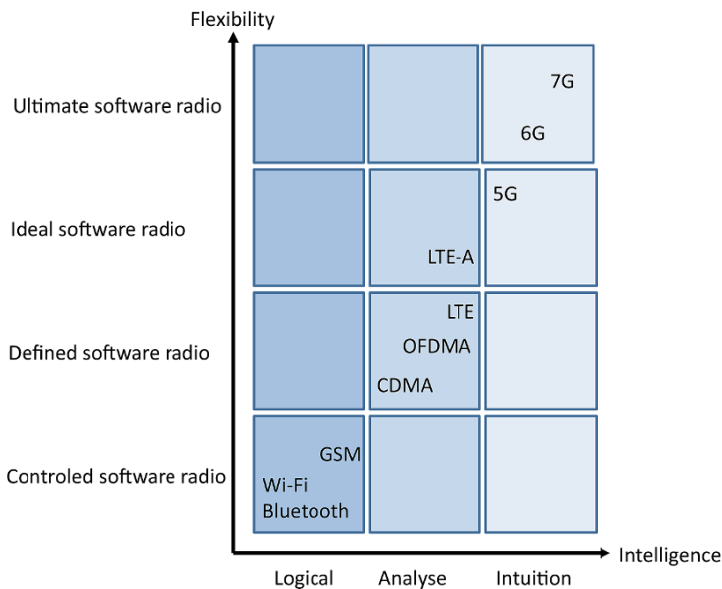 Flexibility
Ultimate software radio
7G
6G
Ideal software radio
5G
LTE-A
Defined software radio
LTE
OFDMA
CDMA
Controled software radio
GSM
Wi-Fi
Bluetooth
Intelligence
Logical
Analyse
Intuition